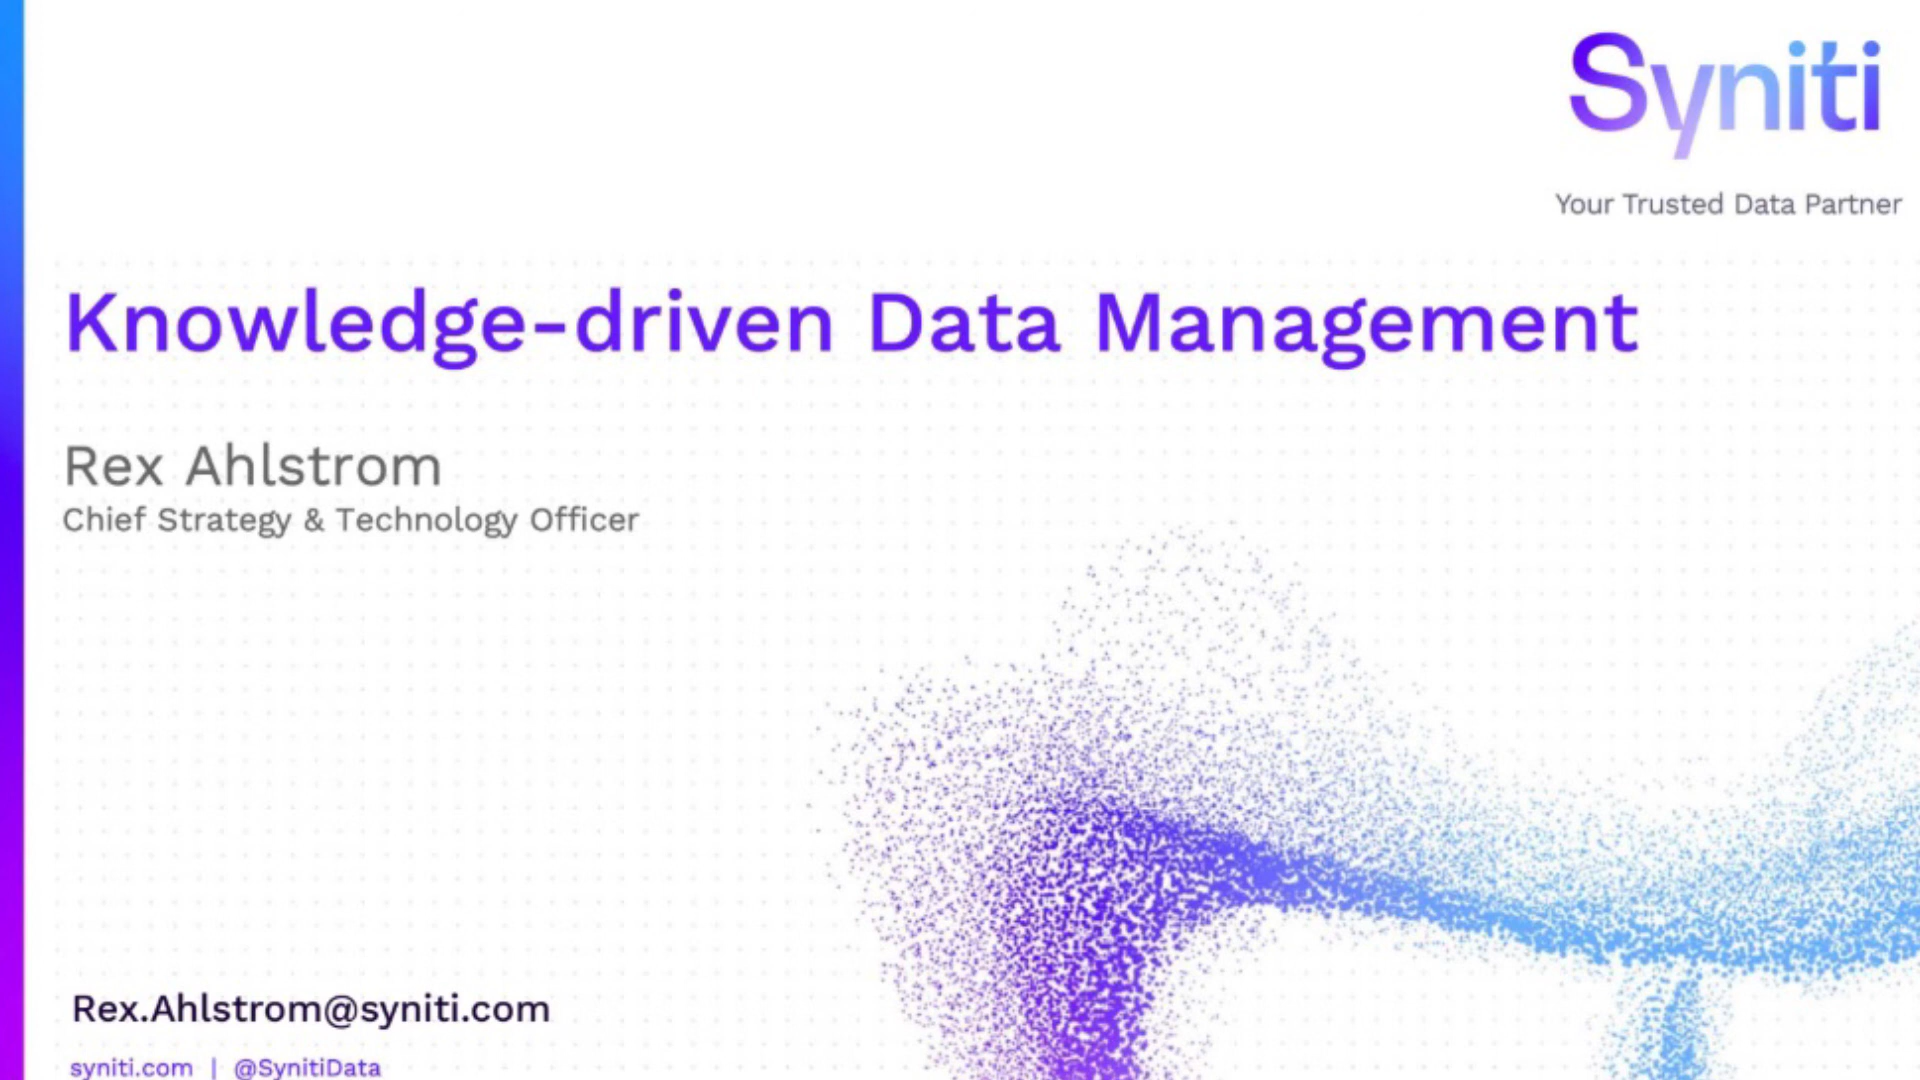 Syniti
Your Trusted Data Partner
Knowledge-driven Data Management
Rex Ahlstrom
Chief Strategy & Technology Officer
Rex.Ahlstrom@syniti.com
syniti.com | @SynitiData